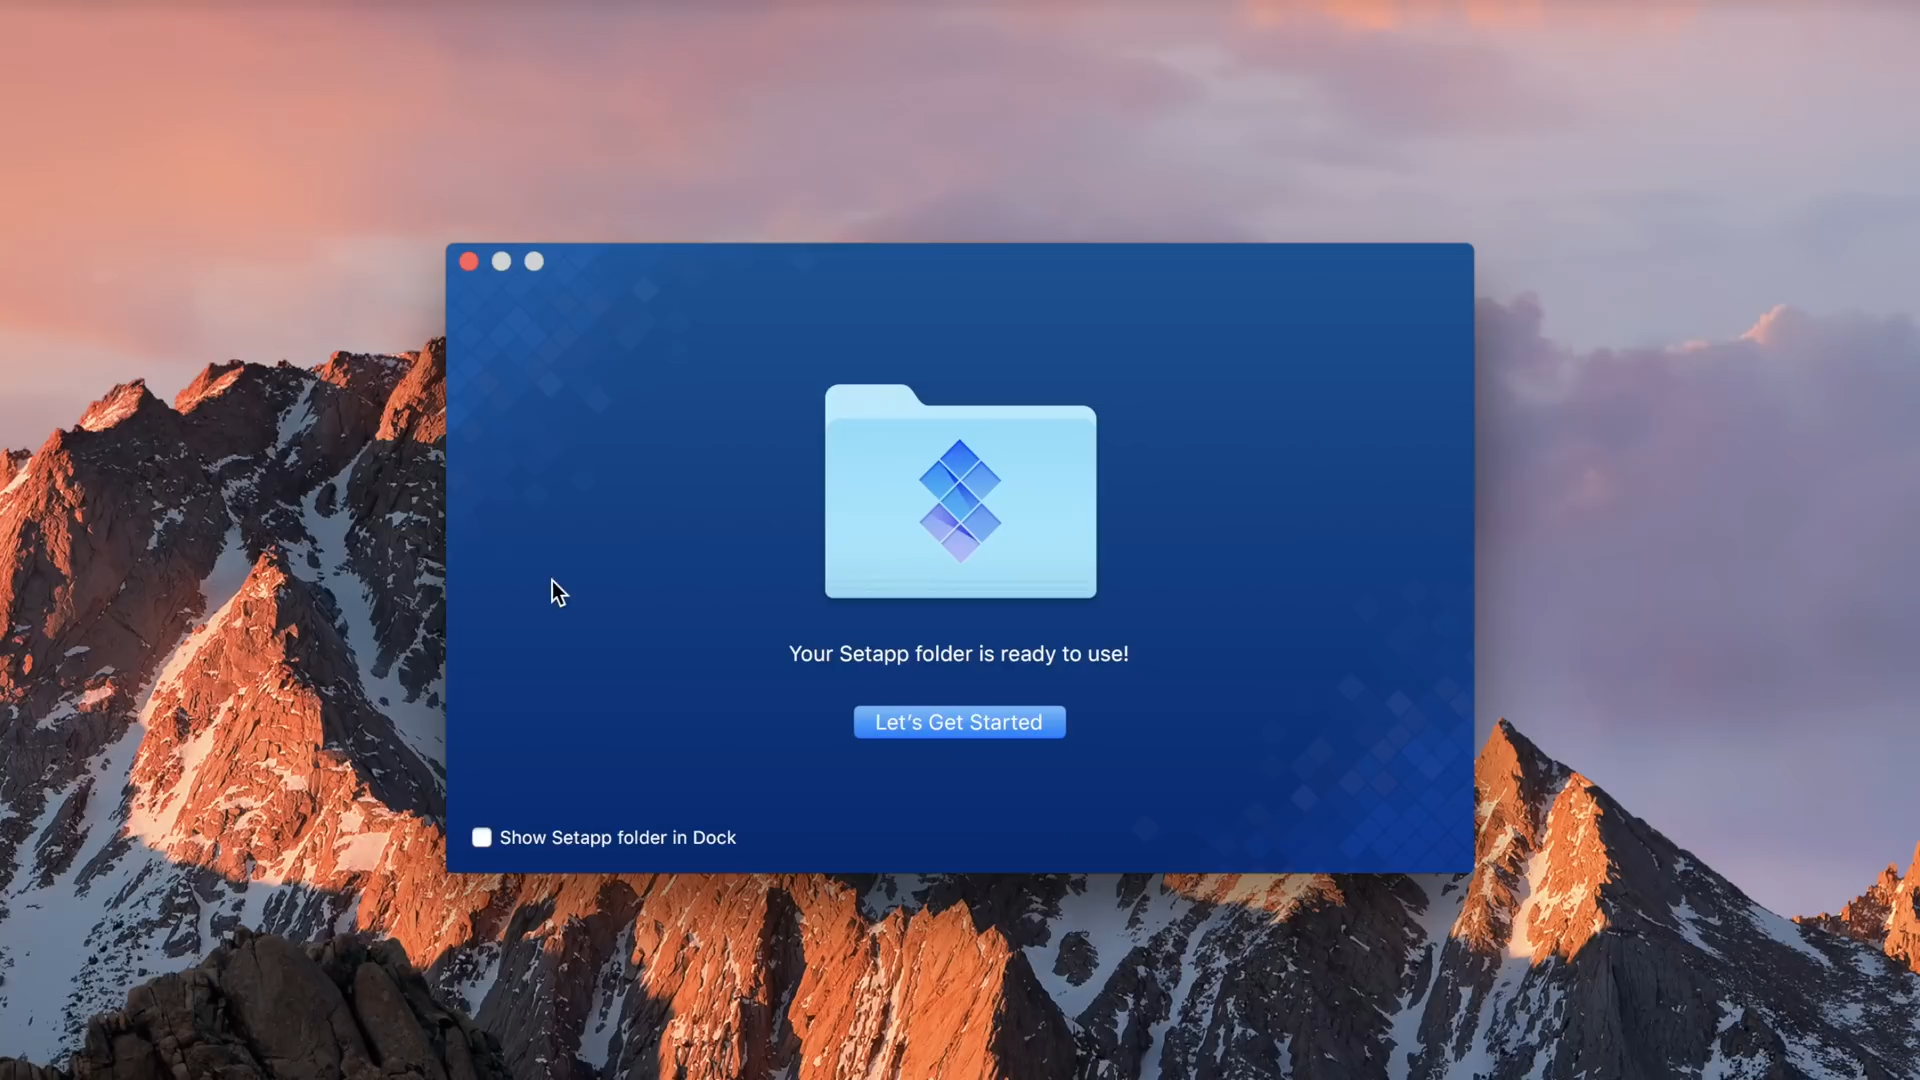 Your Setapp folder is ready to use!
Let’s Get Started
Show Setapp folder in Dock